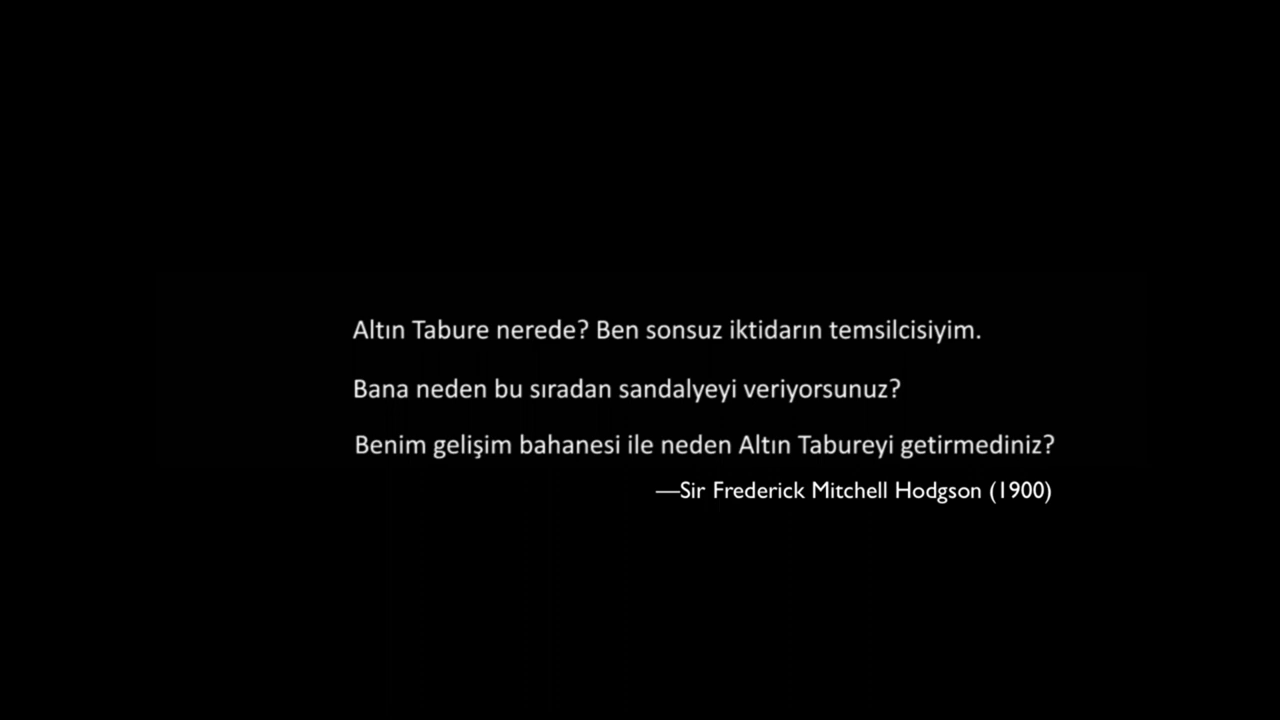 Altın Tabure nerede? Ben sonsuz iktidarın temsilcisiyim.
Bana neden bu sıradan sandalyeyi veriyorsunuz?
Benim gelişim bahanesi ile neden Altın Tabureyi getirmediniz?
—Sir Frederick Mitchell Hodgson (1900)